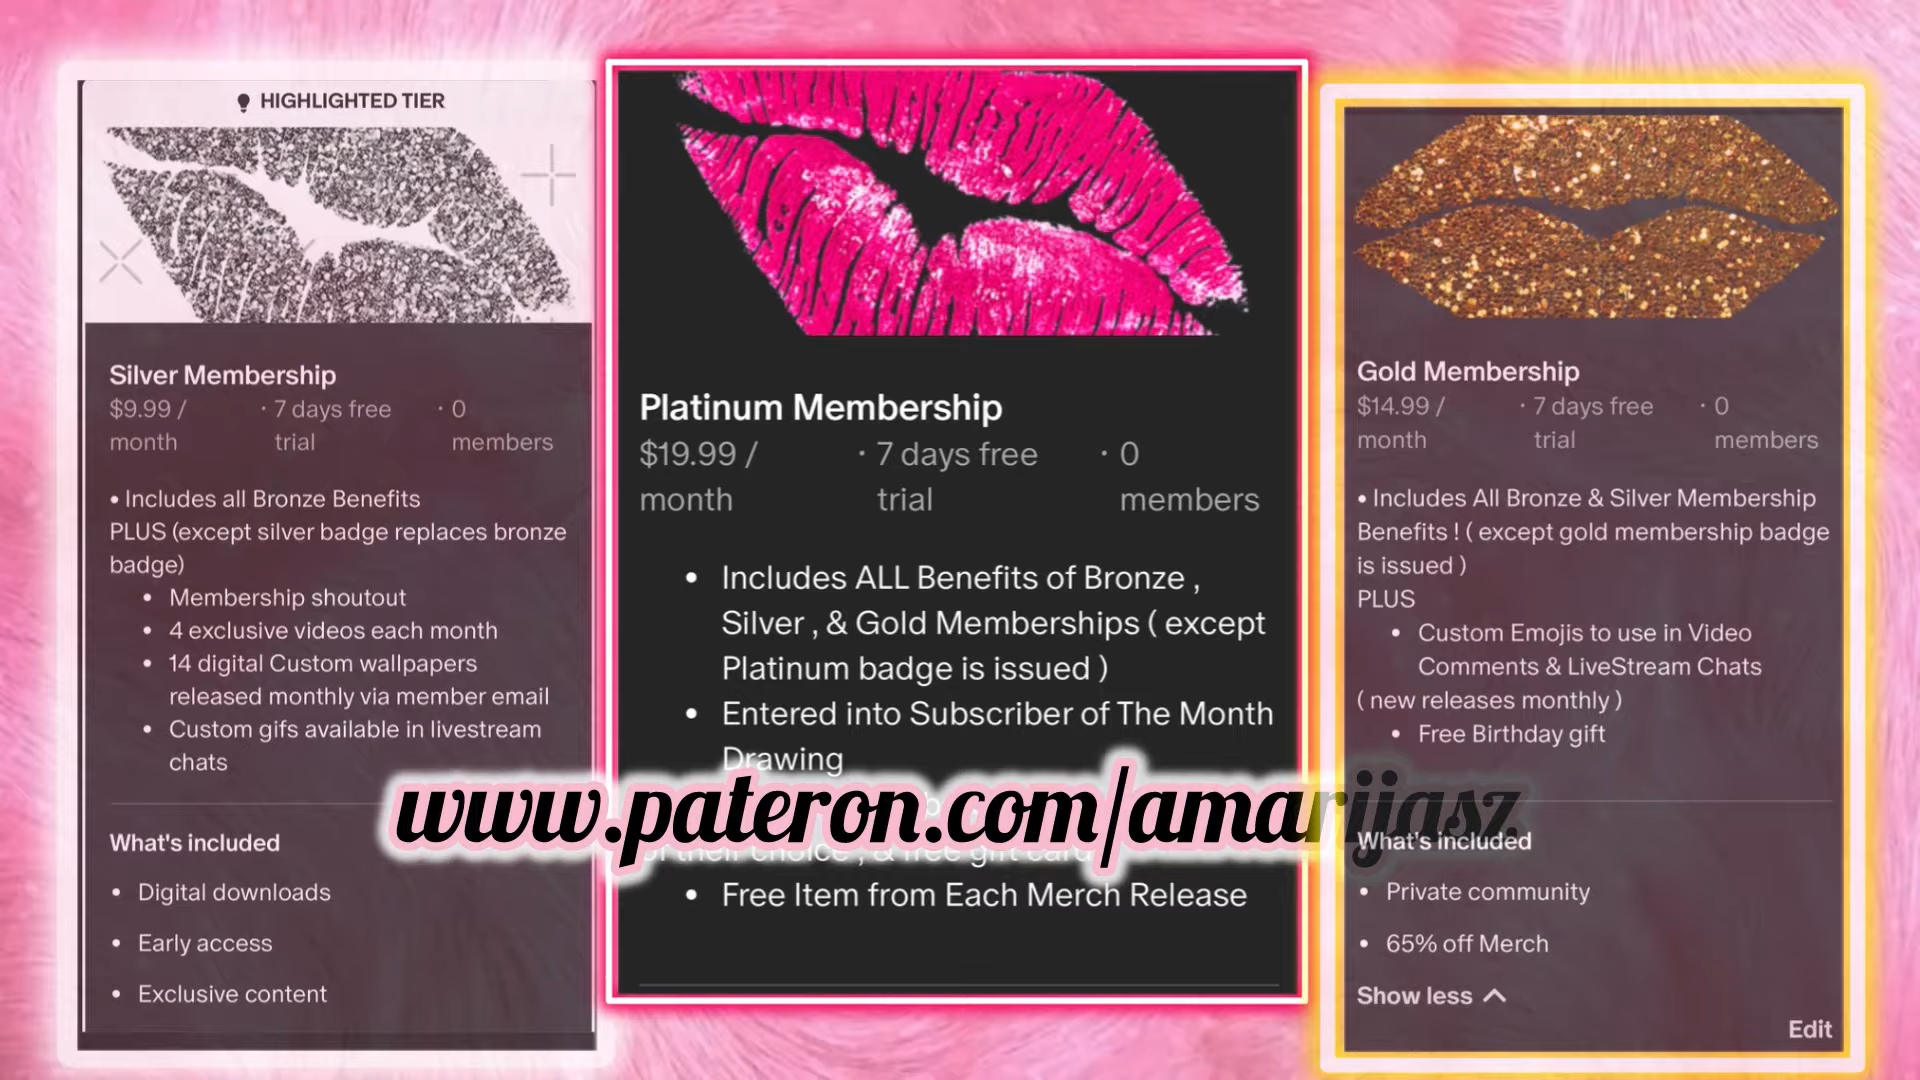 HIGHLIGHTED TIER
Silver Membership
$9.99 / month · 7 days free trial · 0 members
• Includes all Bronze Benefits
PLUS (except silver badge replaces bronze
badge)
• Membership shoutout
• 4 exclusive videos each month
• 14 digital Custom wallpapers
released monthly via member email
• Custom gifs available in livestream
chats
What's included
• Digital downloads
• Early access
• Exclusive content
Platinum Membership
$19.99 / month · 7 days free trial · 0 members
• Includes ALL Benefits of Bronze ,
Silver , & Gold Memberships ( except
Platinum badge is issued )
• Entered into Subscriber of The Month
Drawing
of their choice , & free gift card
• Free Item from Each Merch Release
www.pateron.com/amarijjasz
Gold Membership
$14.99 / month · 7 days free trial · 0 members
• Includes All Bronze & Silver Membership
Benefits ! ( except gold membership badge
is issued )
PLUS
• Custom Emojis to use in Video
Comments & LiveStream Chats
( new releases monthly )
• Free Birthday gift
What's included
• Private community
• 65% off Merch
Show less
Edit